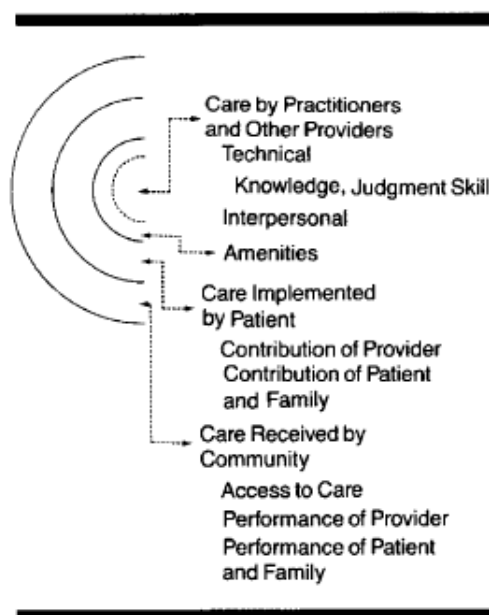 Care by Practitioners
and Other Providers
Technical
Knowledge, Judgment Skill
Interpersonal
Amenities
Care Implemented
by Patient
Contribution of Provider
Contribution of Patient
and Family
Care Received by
Community
Access to Care
Performance of Provider
Performance of Patient
and Family